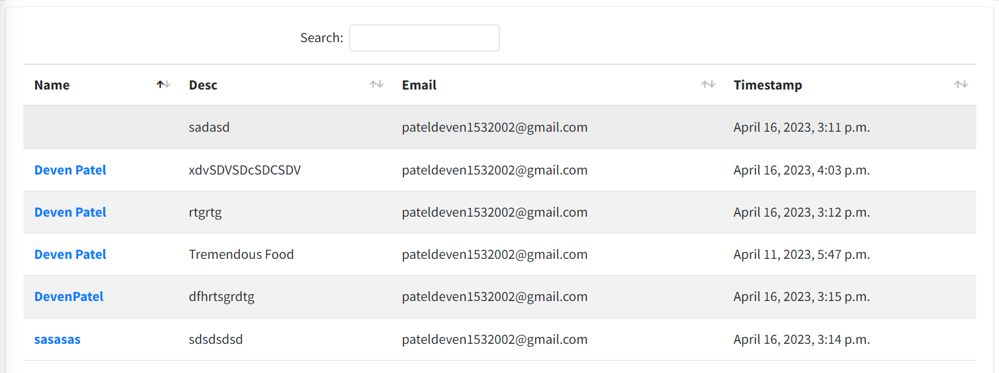 Search:
Name Desc Email Timestamp
sadasd pateldeven1532002@gmail.com April 16, 2023, 3:11 p.m.
Deven Patel xdvSDVSDcSDCSDV pateldeven1532002@gmail.com April 16, 2023, 4:03 p.m.
Deven Patel rtgrtg pateldeven1532002@gmail.com April 16, 2023, 3:12 p.m.
Deven Patel Tremendous Food pateldeven1532002@gmail.com April 11, 2023, 5:47 p.m.
DevenPatel dfhrtsgrdtg pateldeven1532002@gmail.com April 16, 2023, 3:15 p.m.
sasasas sdsdsdsd pateldeven1532002@gmail.com April 16, 2023, 3:14 p.m.